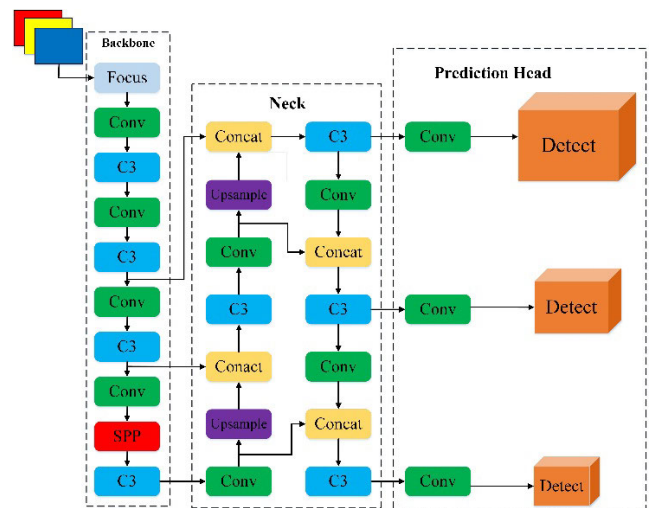 Backbone
Focus
Conv
C3
Conv
C3
Conv
C3
Conv
SPP
C3
Neck
Concat
Upsample
Conv
C3
Conact
Upsample
Conv
C3
Conv
Concat
C3
Conv
Concat
C3
Prediction Head
Conv
Detect
Conv
Detect
Conv
Detect